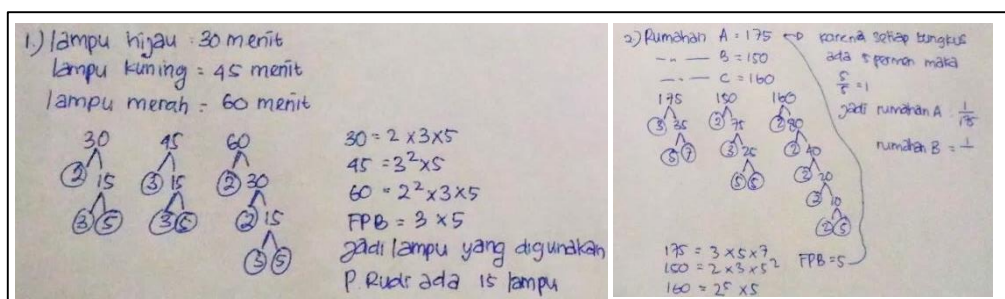 1.) lampu hijau : 30 menit
lampu kuning = 45 menit
lampu merah = 60 menit
30 45 60
2 15 3 15 2 30
3 5 3 5 2 15
3 5
30 = 2 × 3 × 5
45 = 3² × 5
60 = 2² × 3 × 5
FPB = 3 × 5
jadi lampu yang digunakan
P. Rudi ada 15 lampu
2.) Rumahan A = 175
—„— B = 150
—„— C = 160
karena setiap bungkus
ada 5 permen maka
5/5 = 1
jadi rumahan A =
rumahan B = 1
175 150 160
3 35 2 75 2 80
5 7 3 25 2 40
5 5 2 20
2 10
2 5
175 = 3 × 5 × 7
150 = 2 × 3 × 5²
160 = 2⁵ × 5
FPB = 5